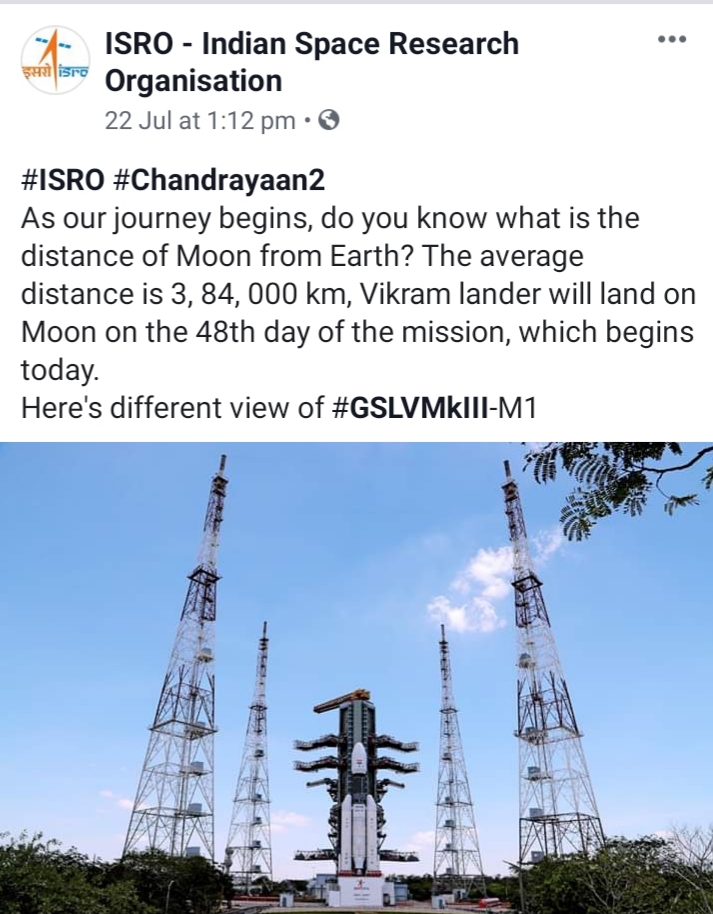 इसरो isro
ISRO - Indian Space Research
Organisation
22 Jul at 1:12 pm •
#ISRO #Chandrayaan2
As our journey begins, do you know what is the
distance of Moon from Earth? The average
distance is 3, 84, 000 km, Vikram lander will land on
Moon on the 48th day of the mission, which begins
today.
Here's different view of #GSLVMkIII-M1